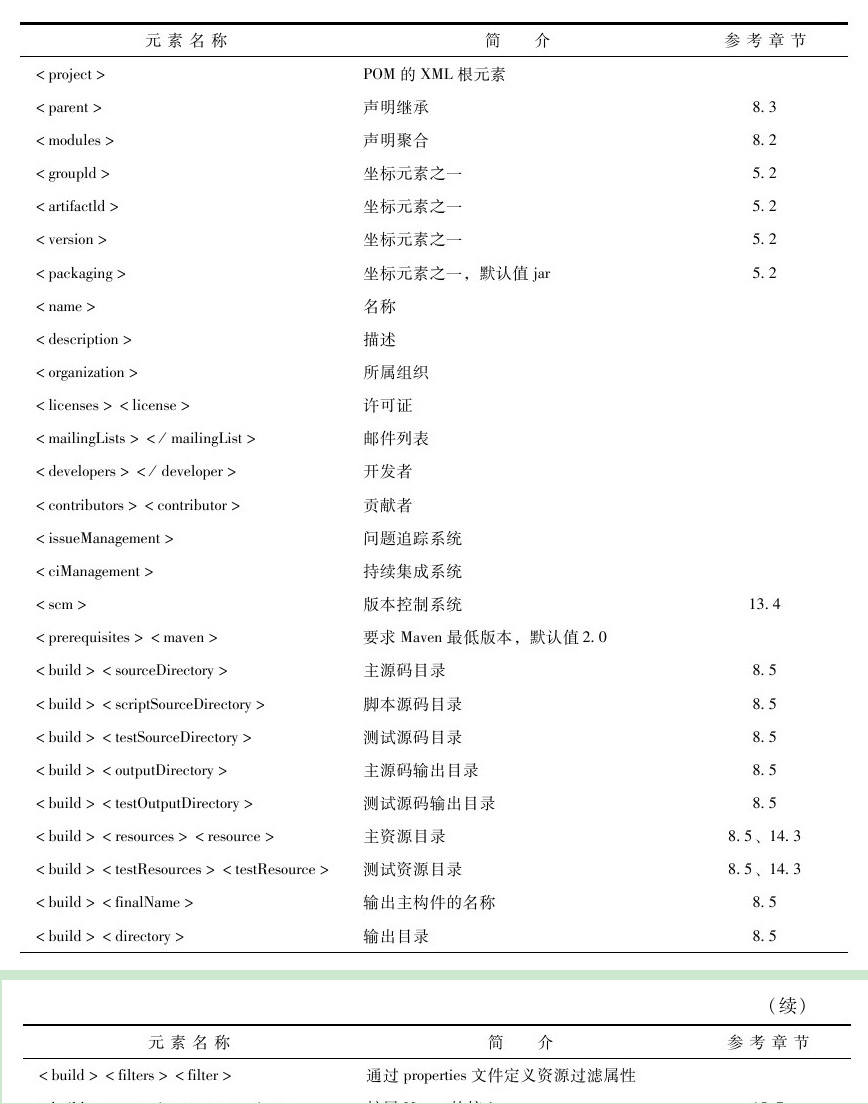 元素名称 简 介 参考章节
<project> POM 的 XML 根元素
<parent> 声明继承 8.3
<modules> 声明聚合 8.2
<groupId> 坐标元素之一 5.2
<artifactId> 坐标元素之一 5.2
<version> 坐标元素之一 5.2
<packaging> 坐标元素之一，默认值 jar 5.2
<name> 名称
<description> 描述
<organization> 所属组织
<licenses><license> 许可证
<mailingLists></mailingList> 邮件列表
<developers></developer> 开发者
<contributors><contributor> 贡献者
<issueManagement> 问题追踪系统
<ciManagement> 持续集成系统
<scm> 版本控制系统 13.4
<prerequisites><maven> 要求 Maven 最低版本，默认值2.0
<build><sourceDirectory> 主源码目录 8.5
<build><scriptSourceDirectory> 脚本源码目录 8.5
<build><testSourceDirectory> 测试源码目录 8.5
<build><outputDirectory> 主源码输出目录 8.5
<build><testOutputDirectory> 测试源码输出目录 8.5
<build><resources><resource> 主资源目录 8.5、14.3
<build><testResources><testResource> 测试资源目录 8.5、14.3
<build><finalName> 输出主构件的名称 8.5
<build><directory> 输出目录 8.5
（续）
元素名称 简 介 参考章节
<build><filters><filter> 通过 properties 文件定义资源过滤属性